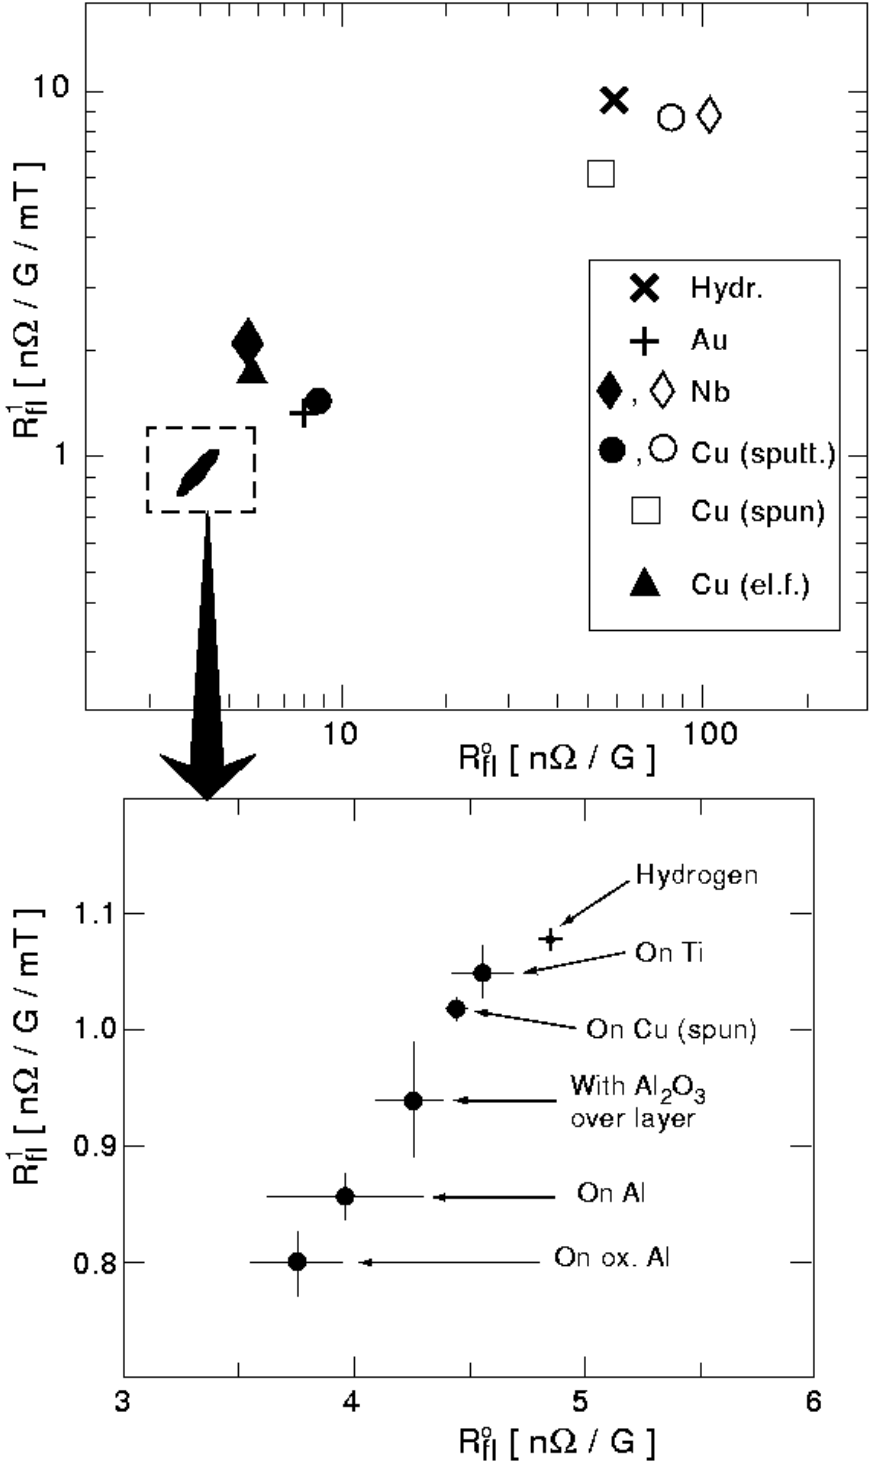 10
1
R¹fl [ nΩ / G / mT ]
Hydr.
Au
, Nb
, Cu (sputt.)
Cu (spun)
Cu (el.f.)
10 100
R°fl [ nΩ / G ]
1.1
1.0
0.9
0.8
R¹fl [ nΩ / G / mT ]
Hydrogen
On Ti
On Cu (spun)
With Al₂O₃
over layer
On Al
On ox. Al
3 4 5 6
R°fl [ nΩ / G ]